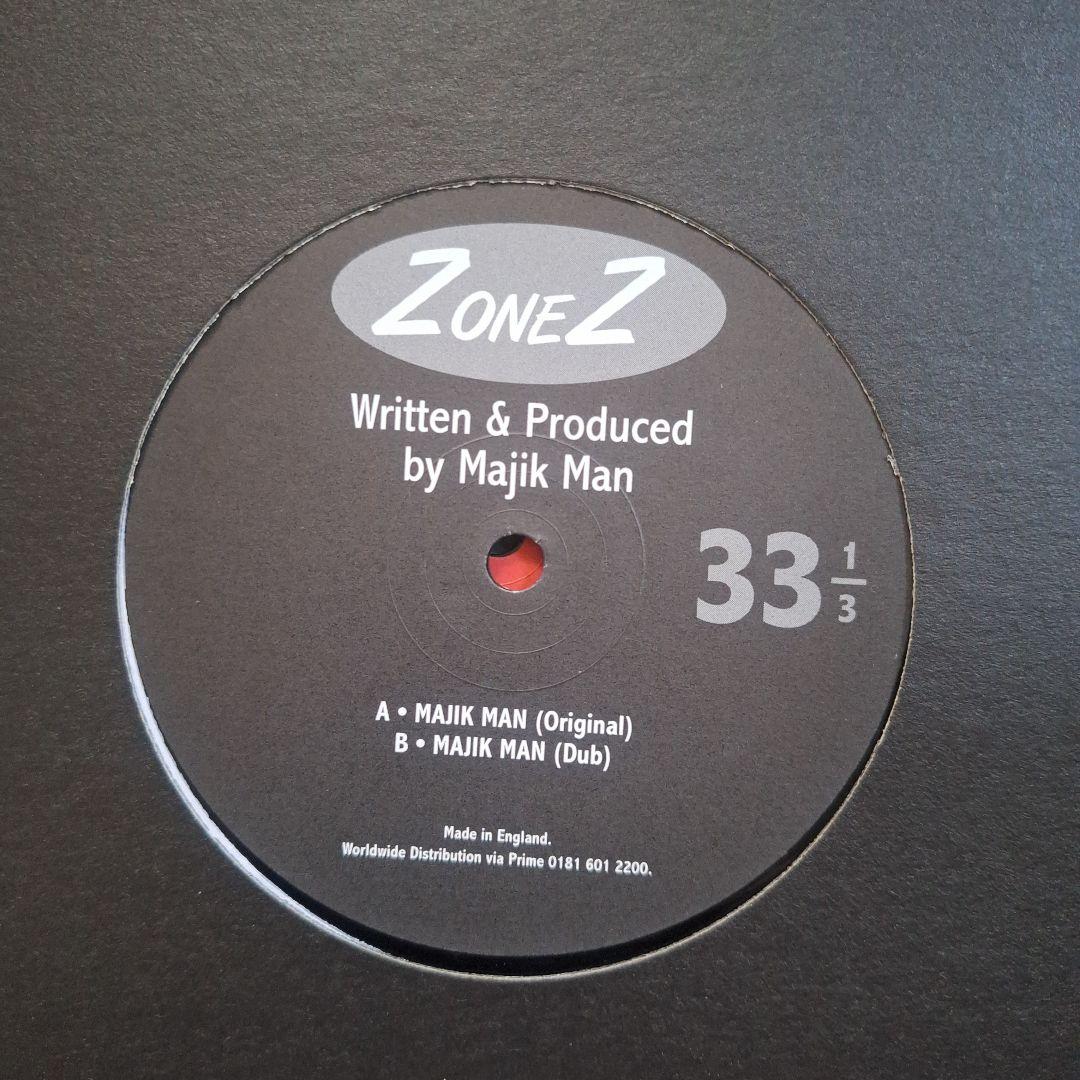 ZONEZ
Written & Produced
by Majik Man
33 1/3
A • MAJIK MAN (Original)
B • MAJIK MAN (Dub)
Made in England.
Worldwide Distribution via Prime 0181 601 2200.